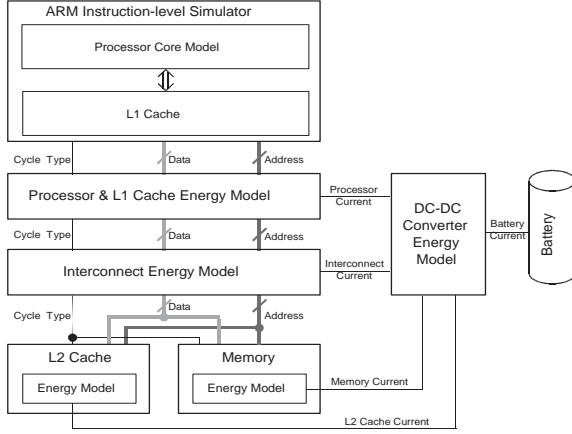 ARM Instruction-level Simulator
Processor Core Model
L1 Cache
Cycle Type
Data
Address
Processor & L1 Cache Energy Model
Processor
Current
DC-DC
Converter
Energy
Model
Battery
Current
Battery
Cycle Type
Data
Address
Interconnect Energy Model
Interconnect
Current
Cycle Type
Data
Address
L2 Cache
Energy Model
Memory
Energy Model
Memory Current
L2 Cache Current